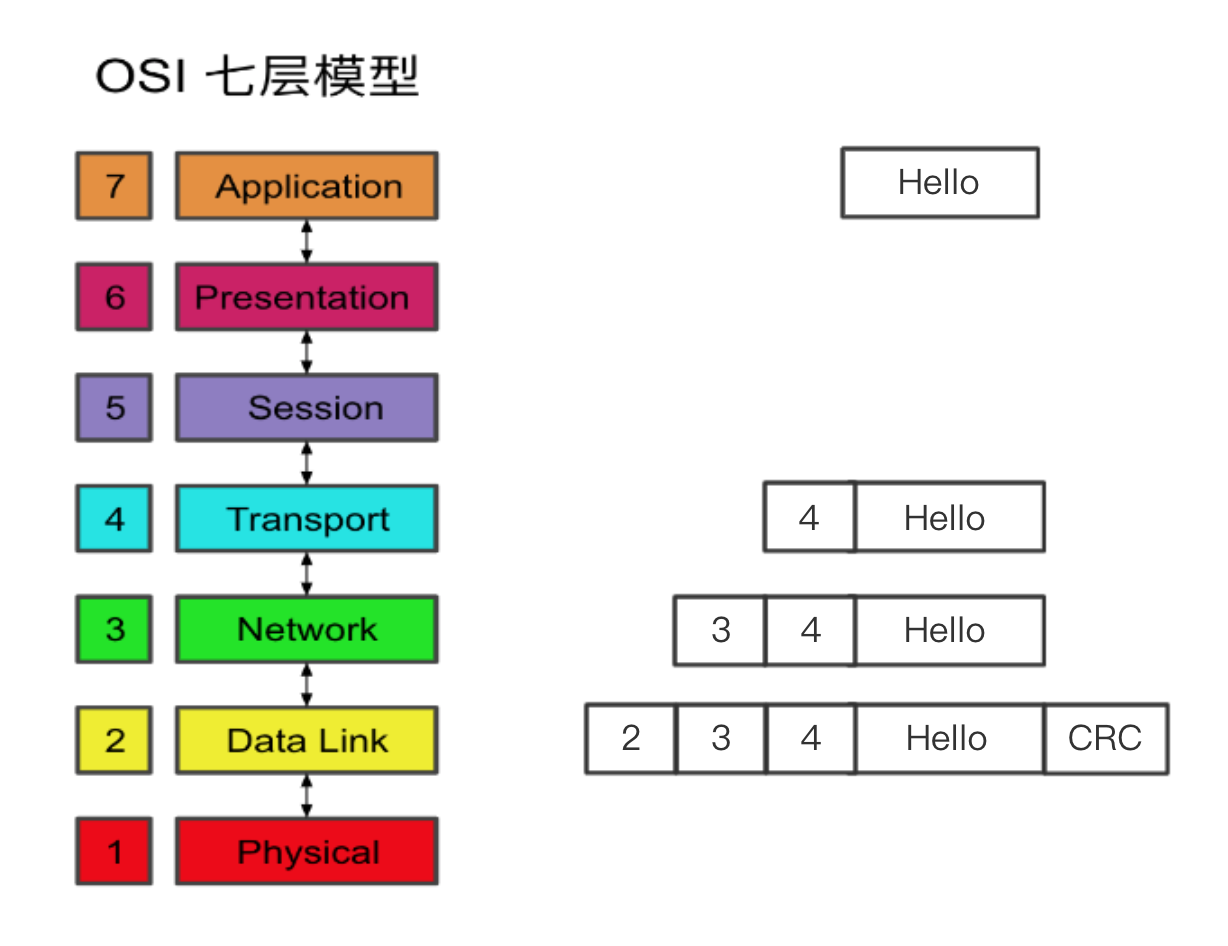 OSI 七层模型
7 Application Hello
6 Presentation
5 Session
4 Transport 4 Hello
3 Network 3 4 Hello
2 Data Link 2 3 4 Hello CRC
1 Physical